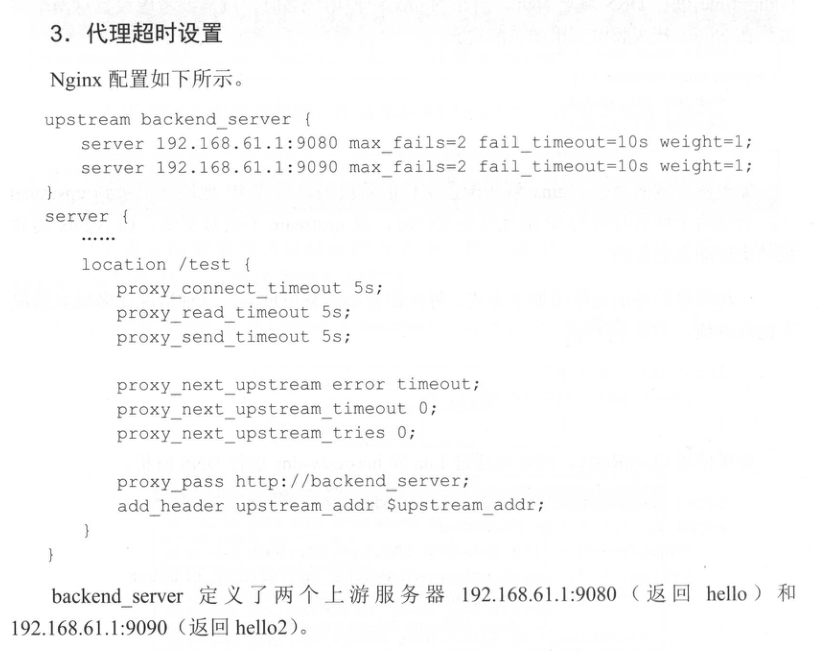 3．代理超时设置
Nginx 配置如下所示。
upstream backend_server {
    server 192.168.61.1:9080 max_fails=2 fail_timeout=10s weight=1;
    server 192.168.61.1:9090 max_fails=2 fail_timeout=10s weight=1;
}
server {
    ……
    location /test {
        proxy_connect_timeout 5s;
        proxy_read_timeout 5s;
        proxy_send_timeout 5s;
        proxy_next_upstream error timeout;
        proxy_next_upstream_timeout 0;
        proxy_next_upstream_tries 0;
        proxy_pass http://backend_server;
        add_header upstream_addr $upstream_addr;
    }
}
backend_server 定义了两个上游服务器 192.168.61.1:9080（返回 hello）和
192.168.61.1:9090（返回 hello2）。